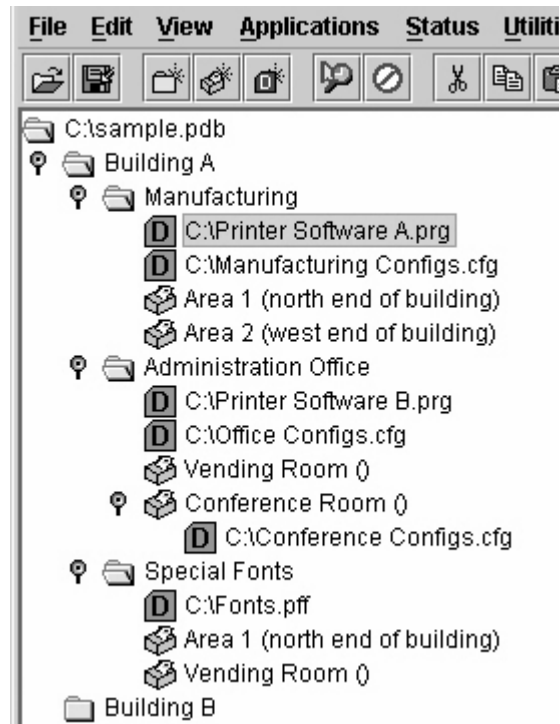 File Edit View Applications Status Utiliti
C:\sample.pdb
Building A
Manufacturing
D C:\Printer Software A.prg
D C:\Manufacturing Configs.cfg
Area 1 (north end of building)
Area 2 (west end of building)
Administration Office
D C:\Printer Software B.prg
D C:\Office Configs.cfg
Vending Room ()
Conference Room ()
D C:\Conference Configs.cfg
Special Fonts
D C:\Fonts.pff
Area 1 (north end of building)
Vending Room ()
Building B